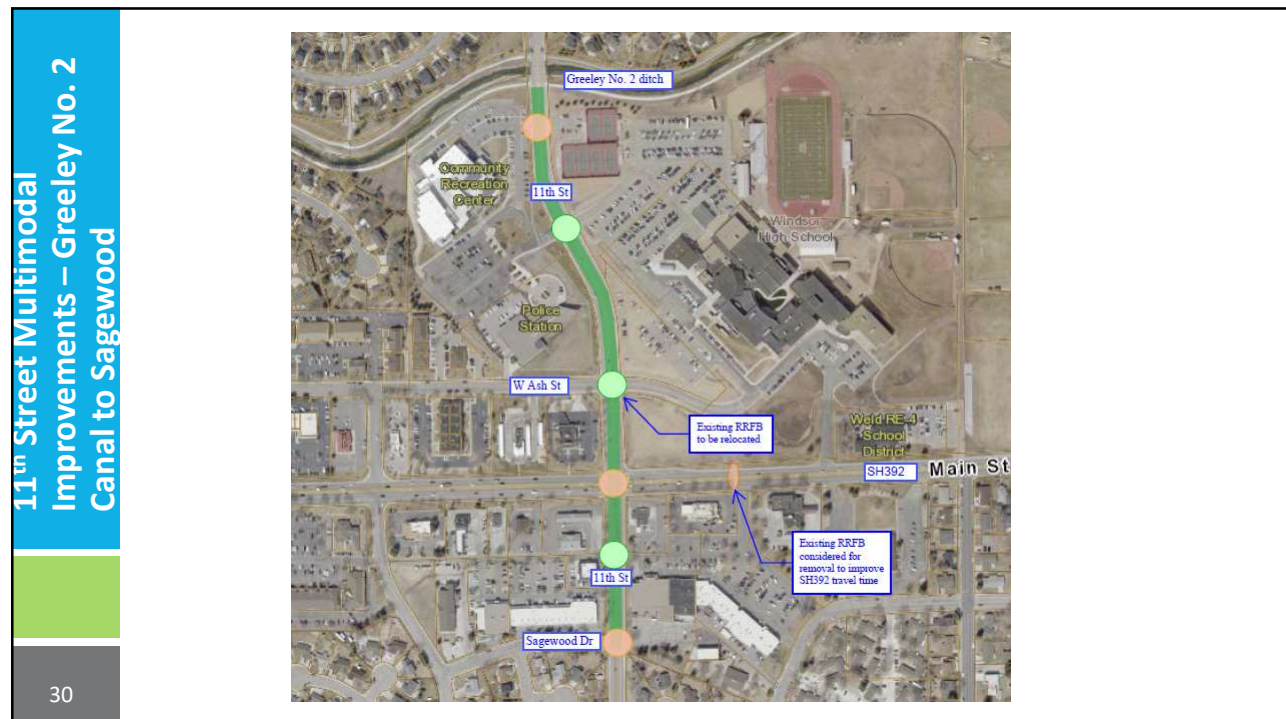 11th Street Multimodal
Improvements – Greeley No. 2
Canal to Sagewood
30
Greeley No. 2 ditch
Community
Recreation
Center
11th St
Windsor
High School
Police
Station
W Ash St
Existing RRFB
to be relocated
Weld RE-4
School
District
SH392
Main St
Existing RRFB
considered for
removal to improve
SH392 travel time
11th St
Sagewood Dr